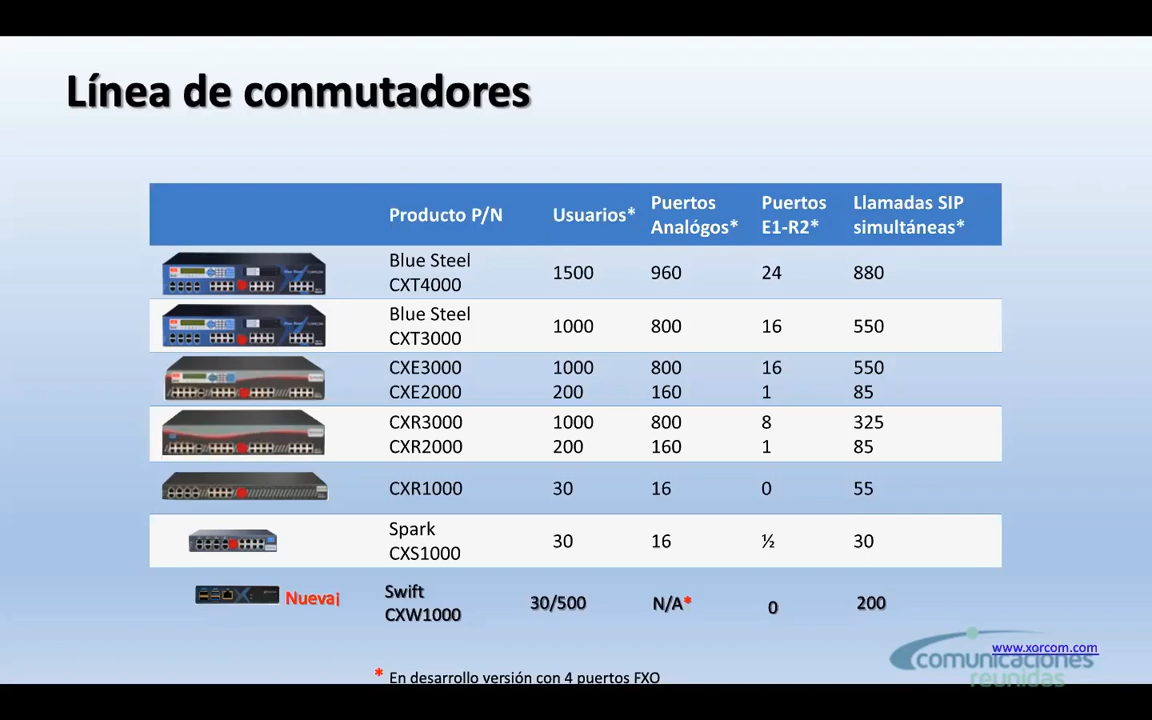 Línea de conmutadores
Producto P/N Usuarios* Puertos Analógos* Puertos E1-R2* Llamadas SIP simultáneas*
Blue Steel
CXT4000 1500 960 24 880
Blue Steel
CXT3000 1000 800 16 550
CXE3000 1000 800 16 550
CXE2000 200 160 1 85
CXR3000 1000 800 8 325
CXR2000 200 160 1 85
CXR1000 30 16 0 55
Spark
CXS1000 30 16 ½ 30
Nueva¡ Swift
CXW1000 30/500 N/A* 0 200
www.xorcom.com
comunicaciones
reunidas
* En desarrollo versión con 4 puertos FXO